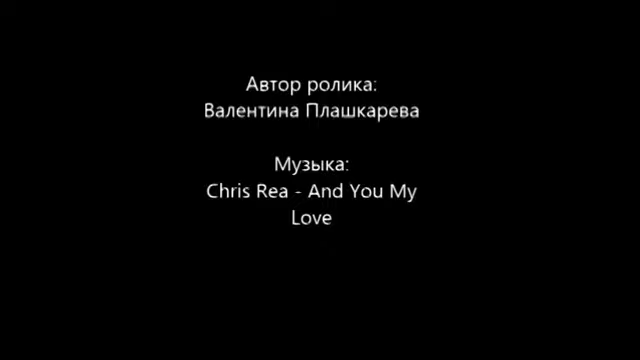 Автор ролика:
Валентина Плашкарева
Музыка:
Chris Rea - And You My
Love